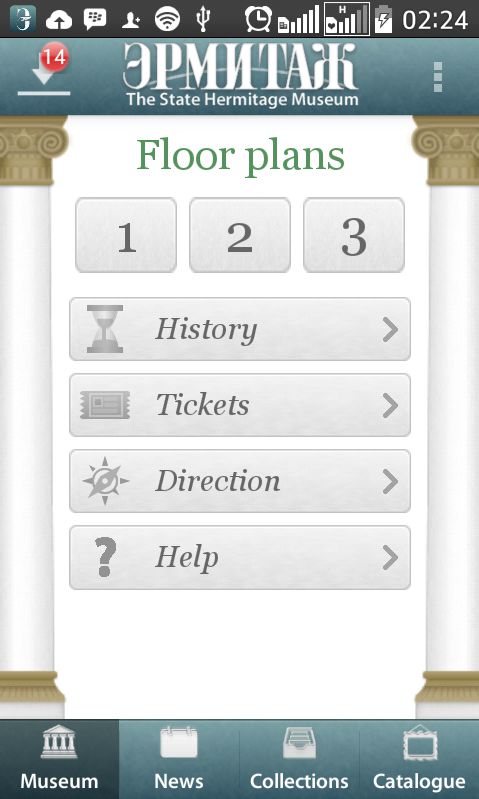 H
02:24
14
ЭРМИТАЖ
The State Hermitage Museum
Floor plans
1 2 3
History
Tickets
Direction
? Help
Museum News Collections Catalogue